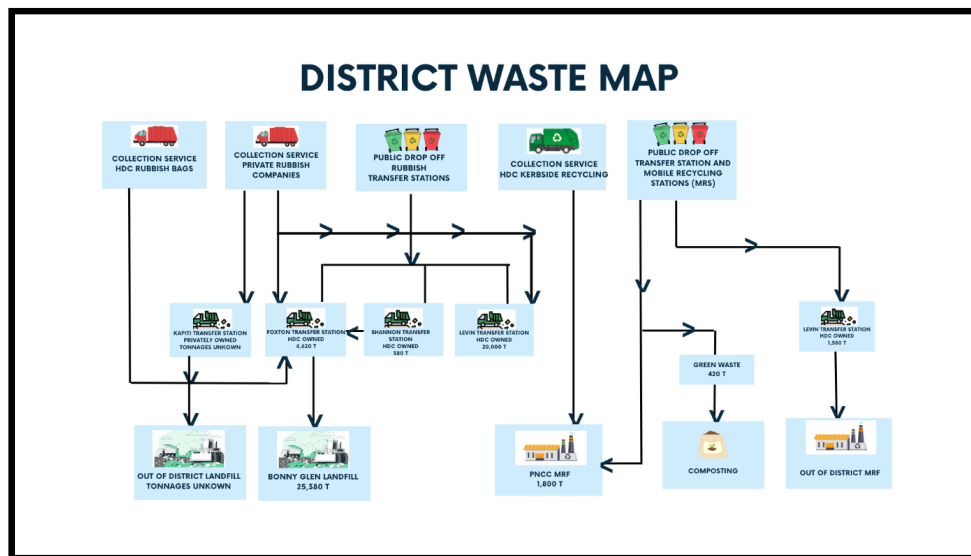 DISTRICT WASTE MAP
COLLECTION SERVICE
HDC RUBBISH BAGS
COLLECTION SERVICE
PRIVATE RUBBISH
COMPANIES
PUBLIC DROP OFF
RUBBISH
TRANSFER STATIONS
COLLECTION SERVICE
HDC KERBSIDE RECYCLING
PUBLIC DROP OFF
TRANSFER STATION AND
MOBILE RECYCLING
STATIONS (MRS)
KAPITI TRANSFER STATION
PRIVATELY OWNED
TONNAGES UNKOWN
FOXTON TRANSFER STATION
HDC OWNED
4,620 T
SHANNON TRANSFER
STATION
HDC OWNED
380 T
LEVIN TRANSFER STATION
HDC OWNED
20,000 T
LEVIN TRANSFER STATION
HDC OWNED
1,580 T
GREEN WASTE
420 T
OUT OF DISTRICT LANDFILL
TONNAGES UNKOWN
BONNY GLEN LANDFILL
25,380 T
PNCC MRF
1,800 T
COMPOSTING
OUT OF DISTRICT MRF